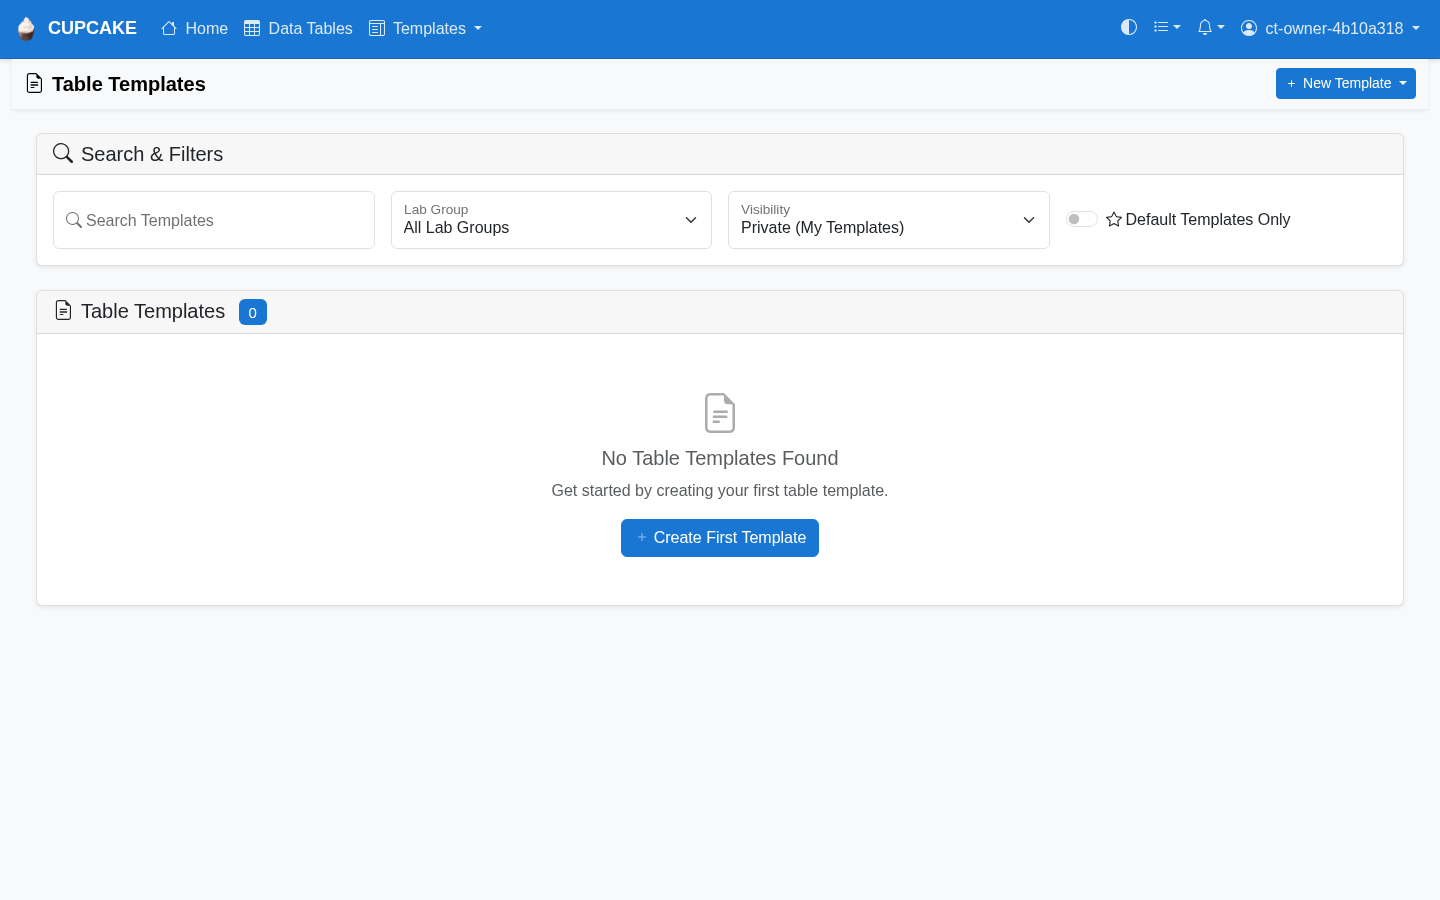 CUPCAKE Home Data Tables Templates ct-owner-4b10a318
Table Templates
New Template
Search & Filters
Search Templates
Lab Group
All Lab Groups
Visibility
Private (My Templates)
Default Templates Only
Table Templates 0
No Table Templates Found
Get started by creating your first table template.
Create First Template